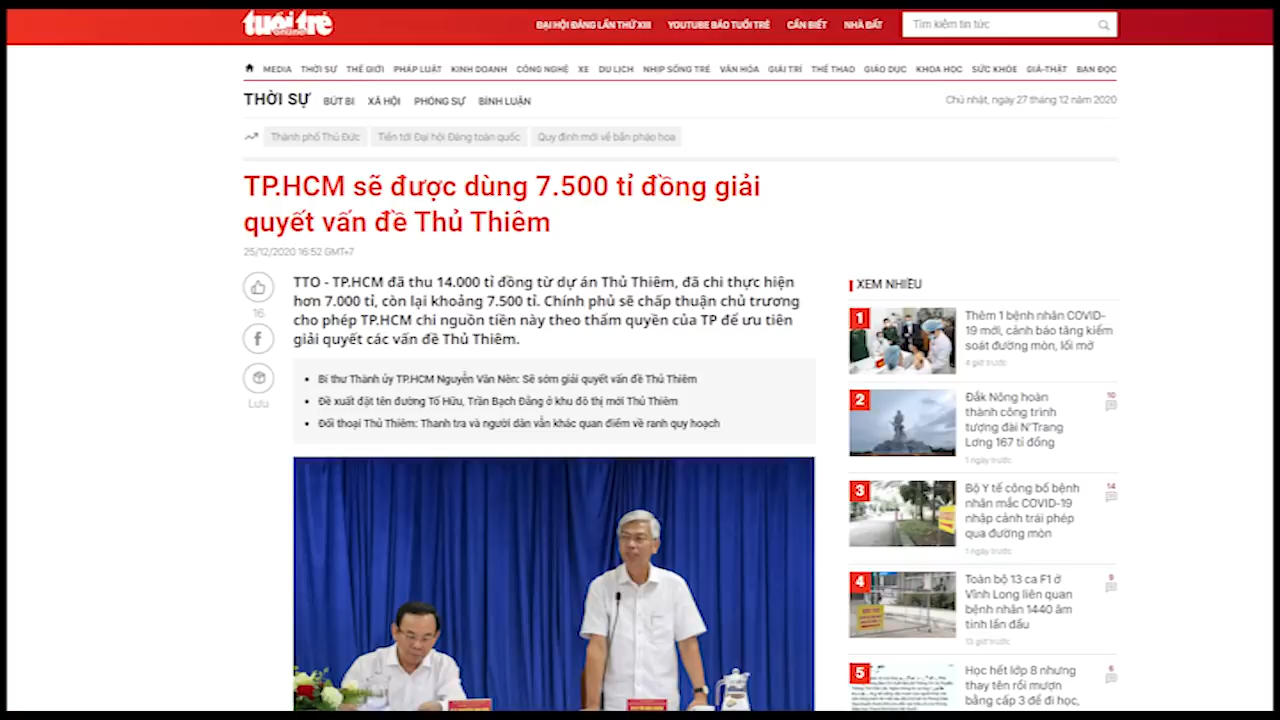 tuổi trẻ
ONLINE
ĐẠI HỘI ĐẢNG LẦN THỨ XIII YOUTUBE BÁO TUỔI TRẺ CẦN BIẾT NHÀ ĐẤT Tìm kiếm tin tức
MEDIA THỜI SỰ THẾ GIỚI PHÁP LUẬT KINH DOANH CÔNG NGHỆ XE DU LỊCH NHỊP SỐNG TRẺ VĂN HÓA GIẢI TRÍ THỂ THAO GIÁO DỤC KHOA HỌC SỨC KHỎE GIẢ-THẬT BẠN ĐỌC
THỜI SỰ BÚT BI XÃ HỘI PHÓNG SỰ BÌNH LUẬN Chủ nhật, ngày 27 tháng 12 năm 2020
Thành phố Thủ Đức Tiến tới Đại hội Đảng toàn quốc Quy định mới về bắn pháo hoa
TP.HCM sẽ được dùng 7.500 tỉ đồng giải
quyết vấn đề Thủ Thiêm
25/12/2020 16:52 GMT+7
TTO - TP.HCM đã thu 14.000 tỉ đồng từ dự án Thủ Thiêm, đã chi thực hiện
hơn 7.000 tỉ, còn lại khoảng 7.500 tỉ. Chính phủ sẽ chấp thuận chủ trương
cho phép TP.HCM chi nguồn tiền này theo thẩm quyền của TP để ưu tiên
giải quyết các vấn đề Thủ Thiêm.
16
Lưu
Bí thư Thành ủy TP.HCM Nguyễn Văn Nên: Sẽ sớm giải quyết vấn đề Thủ Thiêm
Đề xuất đặt tên đường Tố Hữu, Trần Bạch Đằng ở khu đô thị mới Thủ Thiêm
Đối thoại Thủ Thiêm: Thanh tra và người dân vẫn khác quan điểm về ranh quy hoạch
XEM NHIỀU
1
Thêm 1 bệnh nhân COVID-
19 mới, cảnh báo tăng kiểm
soát đường mòn, lối mở
4 giờ trước
2
Đắk Nông hoàn 10
thành công trình
tượng đài N'Trang
Lơng 167 tỉ đồng
1 ngày trước
3
Bộ Y tế công bố bệnh 14
nhân mắc COVID-19
nhập cảnh trái phép
qua đường mòn
1 ngày trước
4
Toàn bộ 13 ca F1 ở 9
Vĩnh Long liên quan
bệnh nhân 1440 âm
tính lần đầu
13 giờ trước
5
Học hết lớp 8 nhưng 6
thay tên rồi mượn
bằng cấp 3 để đi học,